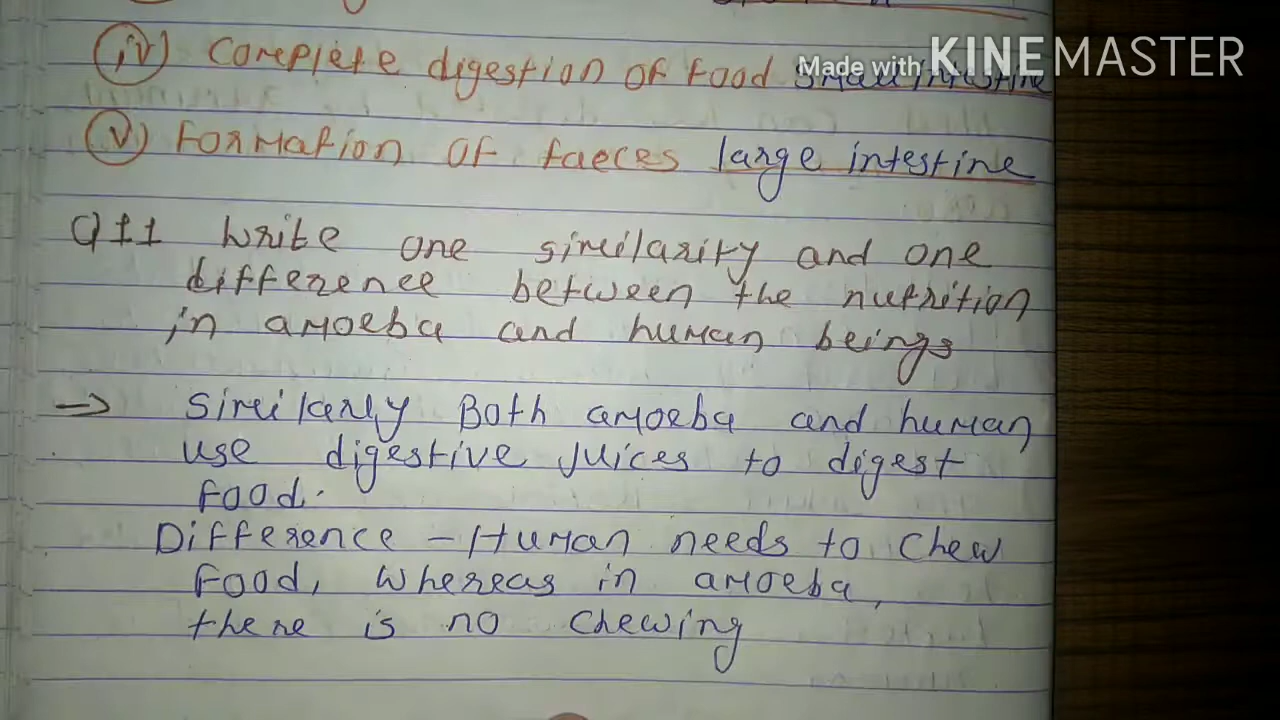 (iv) Complete digestion of food small intestine
Made with KINEMASTER
(v) Formation of faeces large intestine
Q11 Write one similarity and one
difference between the nutrition
in amoeba and human beings
→ Similarly Both amoeba and human
use digestive juices to digest
food.
Difference - Human needs to chew
food, whereas in amoeba,
there is no chewing